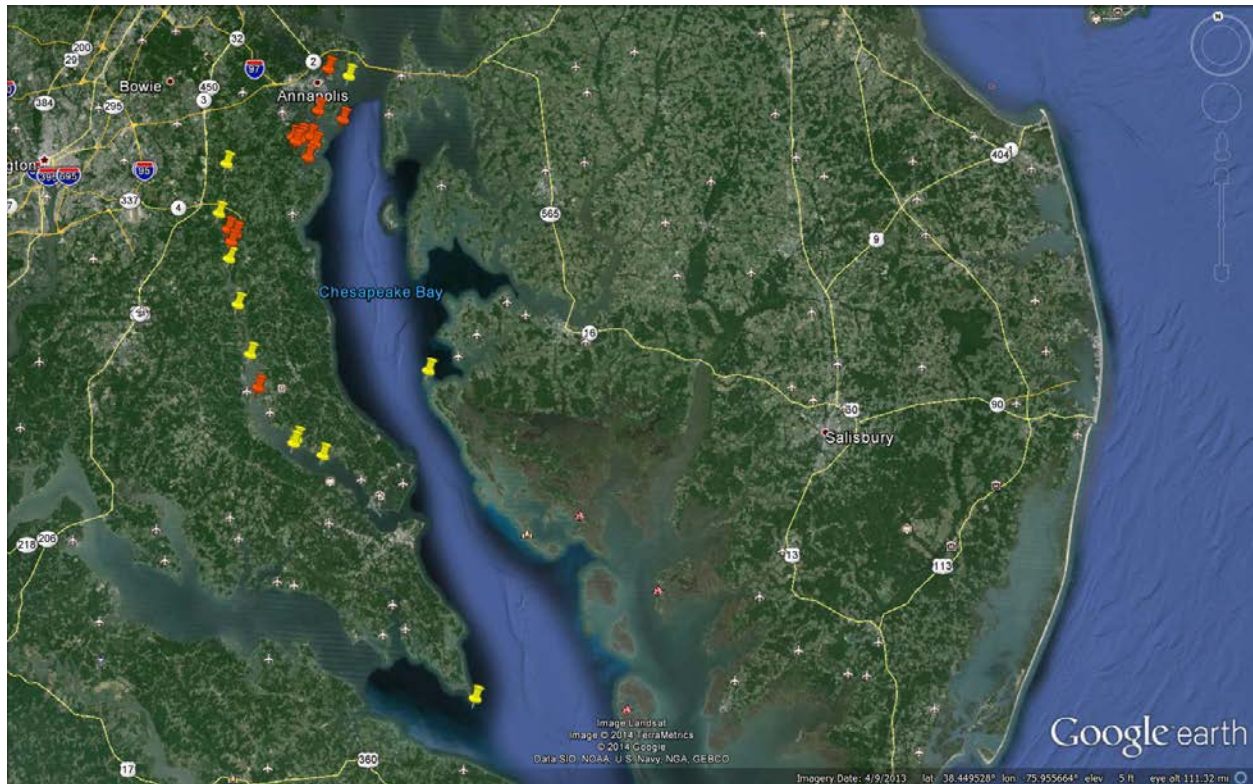 N
200
29
32
2
97
Bowie
450
3
384
295
Annapolis
1
404
gton
395
695
95
337
4
565
9
Chesapeake Bay
16
50
90
Salisbury
218
206
13
113
360
17
Image Landsat
Image © 2014 TerraMetrics
© 2014 Google
Data SIO, NOAA, U.S. Navy, NGA, GEBCO
Google earth
Imagery Date: 4/9/2013 lat 38.449528° lon -75.955664° elev 5 ft eye alt 111.32 mi